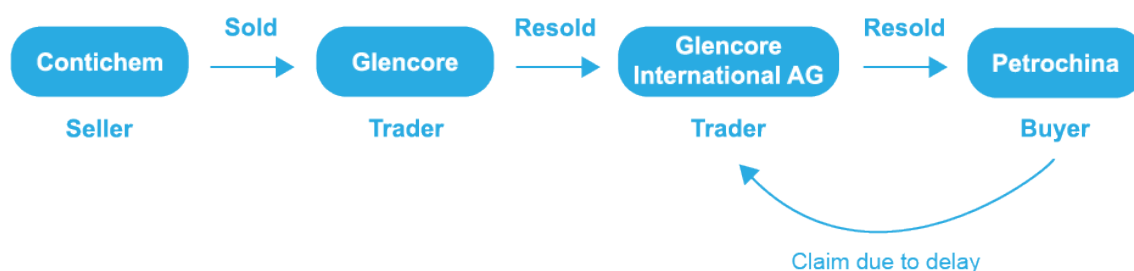 Sold
Resold
Resold
Contichem
Glencore
Glencore
International AG
Petrochina
Seller
Trader
Trader
Buyer
Claim due to delay